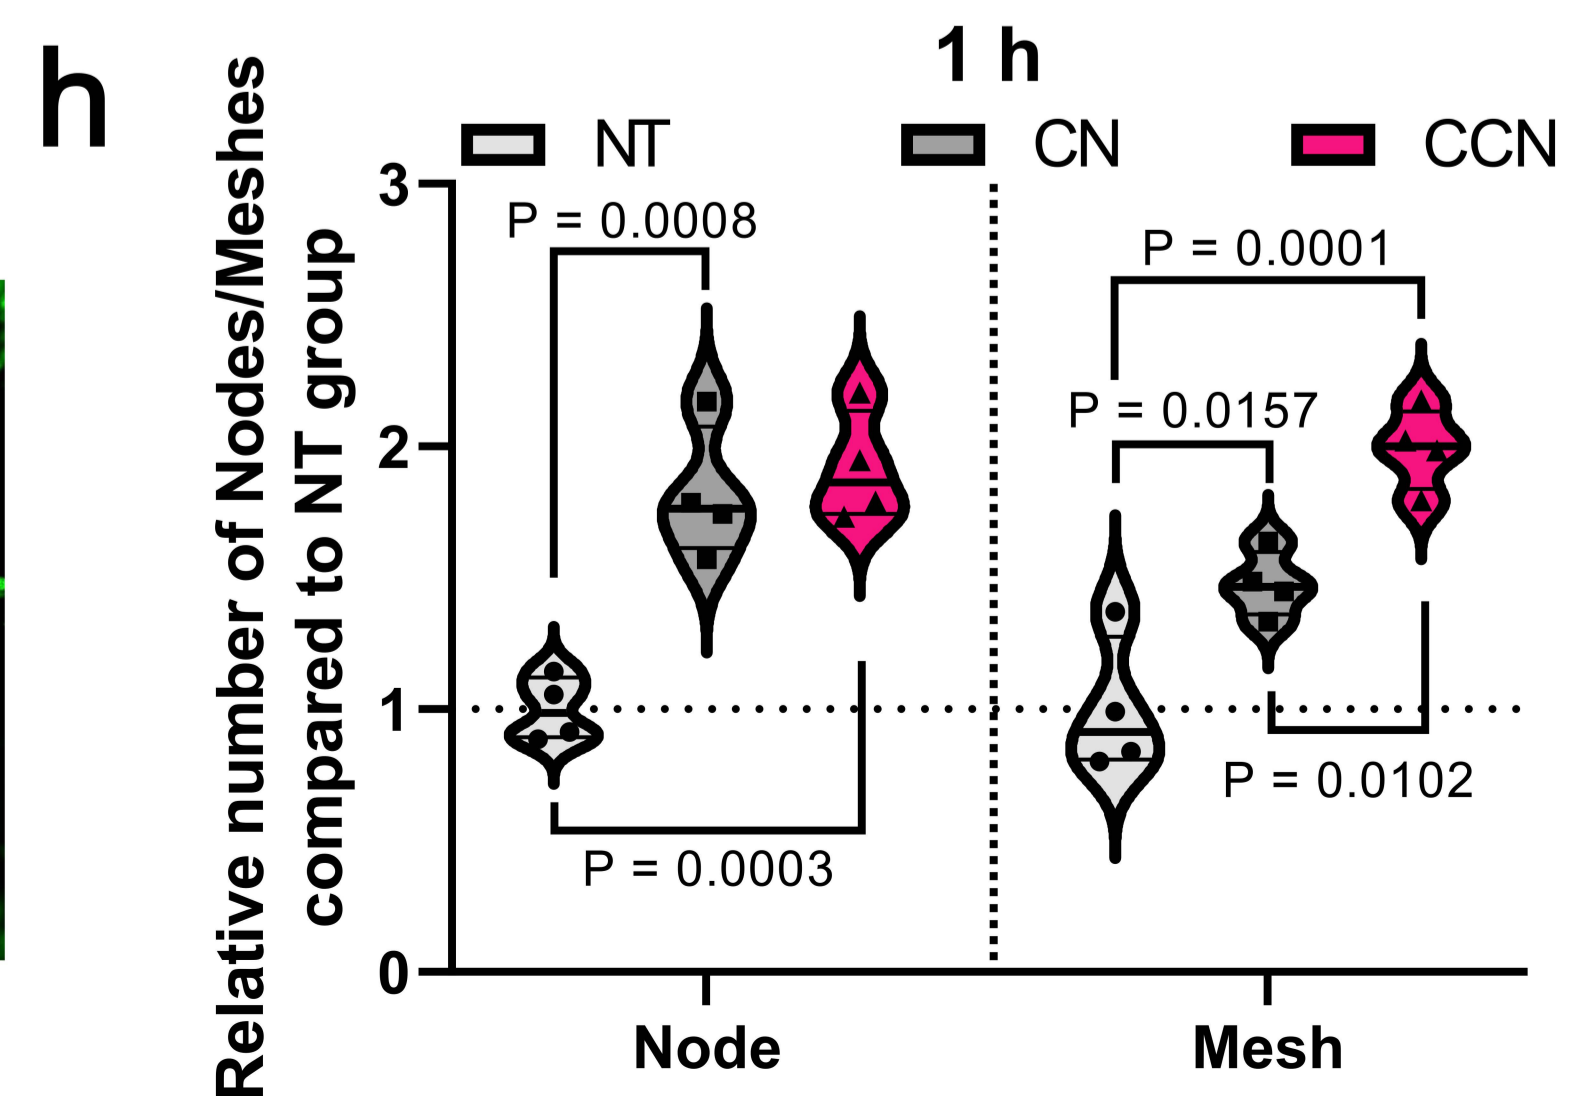 h
1 h
NT
CN
CCN
Relative number of Nodes/Meshes
compared to NT group
3
2
1
0
P = 0.0008
P = 0.0003
P = 0.0001
P = 0.0157
P = 0.0102
Node
Mesh